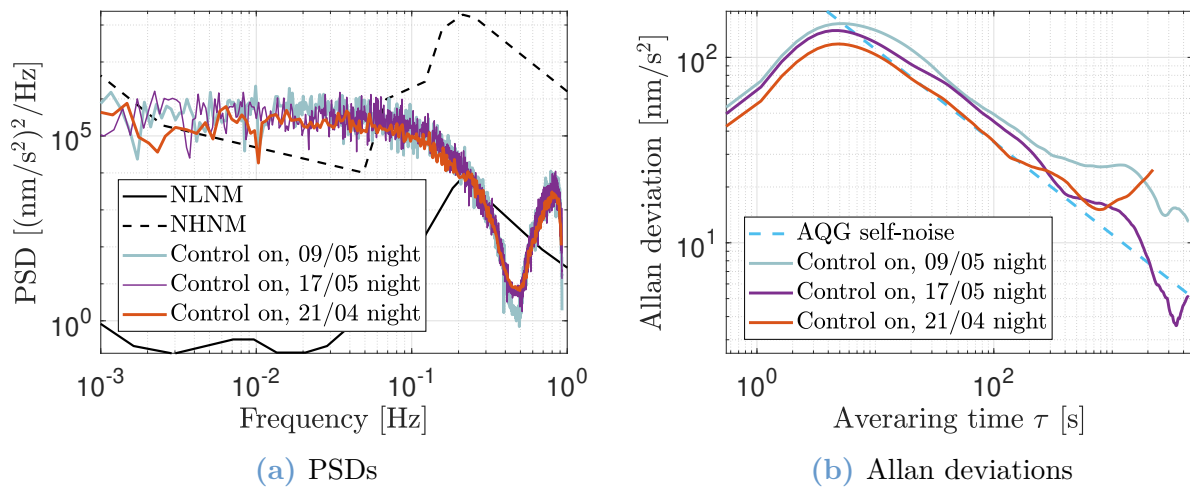 PSD [(nm/s²)²/Hz]
10⁵
10⁰
NLNM
NHNM
Control on, 09/05 night
Control on, 17/05 night
Control on, 21/04 night
10⁻³
10⁻²
10⁻¹
10⁰
Frequency [Hz]
(a) PSDs
Allan deviation [nm/s²]
10²
10¹
AQG self-noise
Control on, 09/05 night
Control on, 17/05 night
Control on, 21/04 night
10⁰
10²
Averaring time τ [s]
(b) Allan deviations